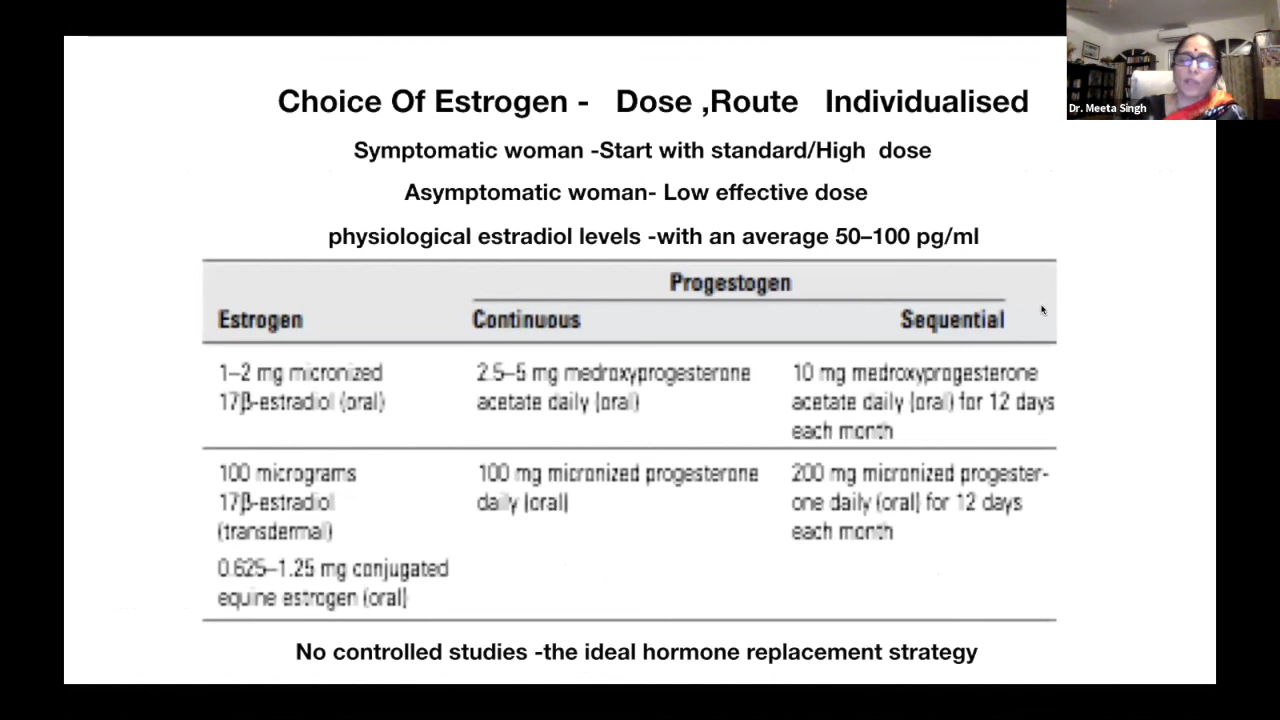 Choice Of Estrogen - Dose ,Route Individualised
Dr. Meeta Singh
Symptomatic woman -Start with standard/High dose
Asymptomatic woman- Low effective dose
physiological estradiol levels -with an average 50–100 pg/ml
Progestogen
Estrogen Continuous Sequential
1–2 mg micronized 2.5–5 mg medroxyprogesterone 10 mg medroxyprogesterone
17β-estradiol (oral) acetate daily (oral) acetate daily (oral) for 12 days
each month
100 micrograms 100 mg micronized progesterone 200 mg micronized progester-
17β-estradiol daily (oral) one daily (oral) for 12 days
(transdermal) each month
0.625–1.25 mg conjugated
equine estrogen (oral)
No controlled studies -the ideal hormone replacement strategy